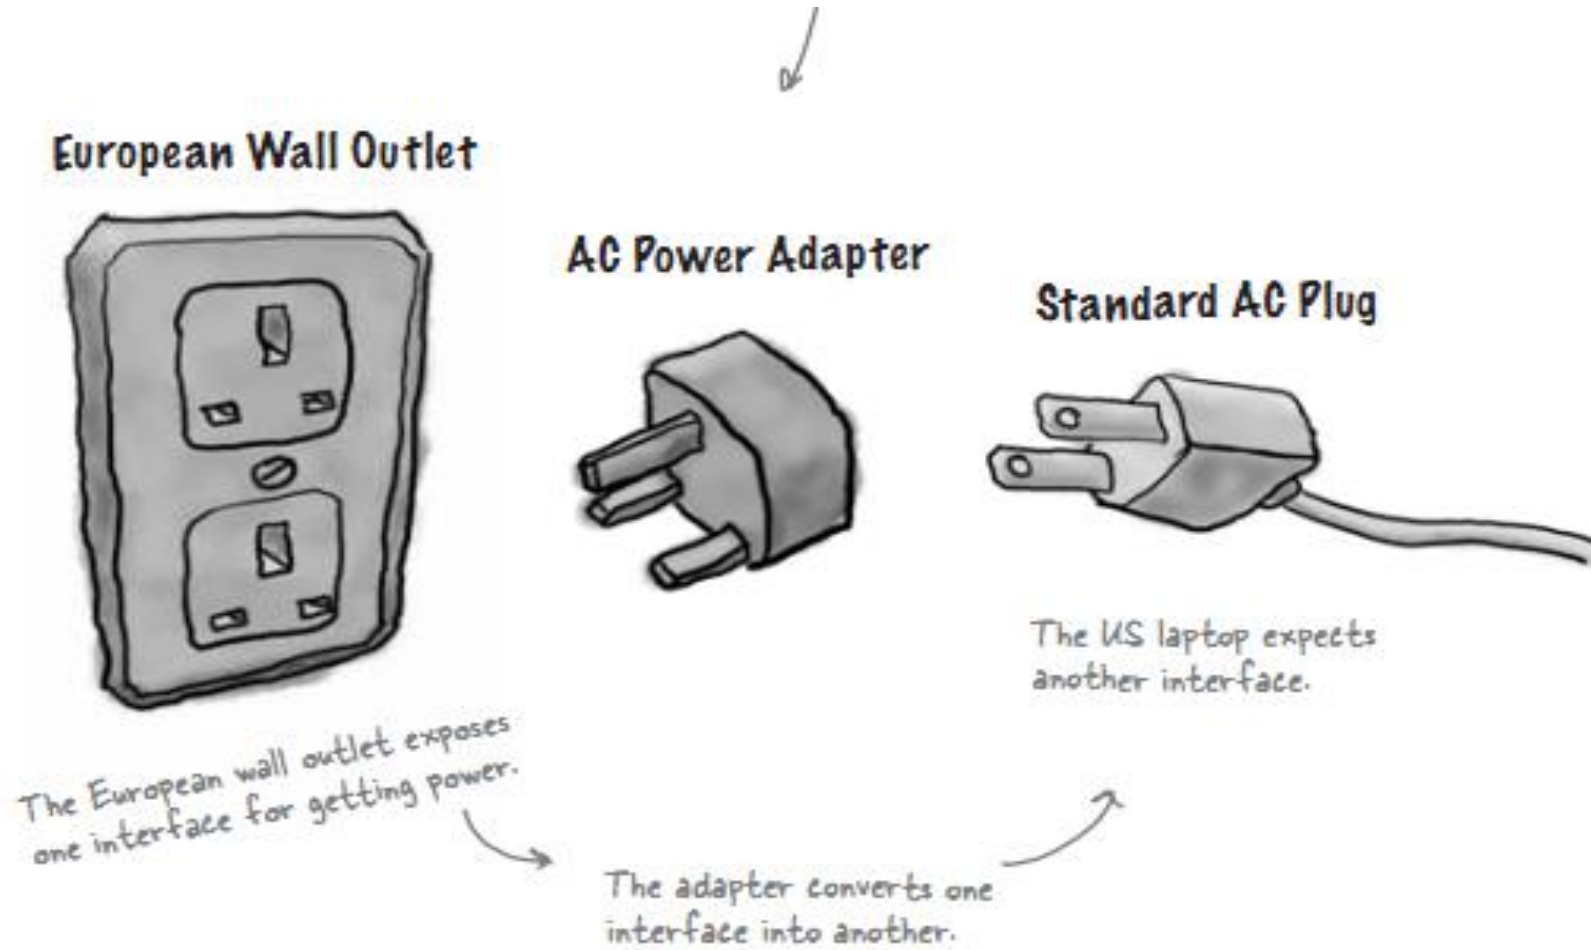 European Wall Outlet
AC Power Adapter
Standard AC Plug
The US laptop expects
another interface.
The European wall outlet exposes
one interface for getting power.
The adapter converts one
interface into another.